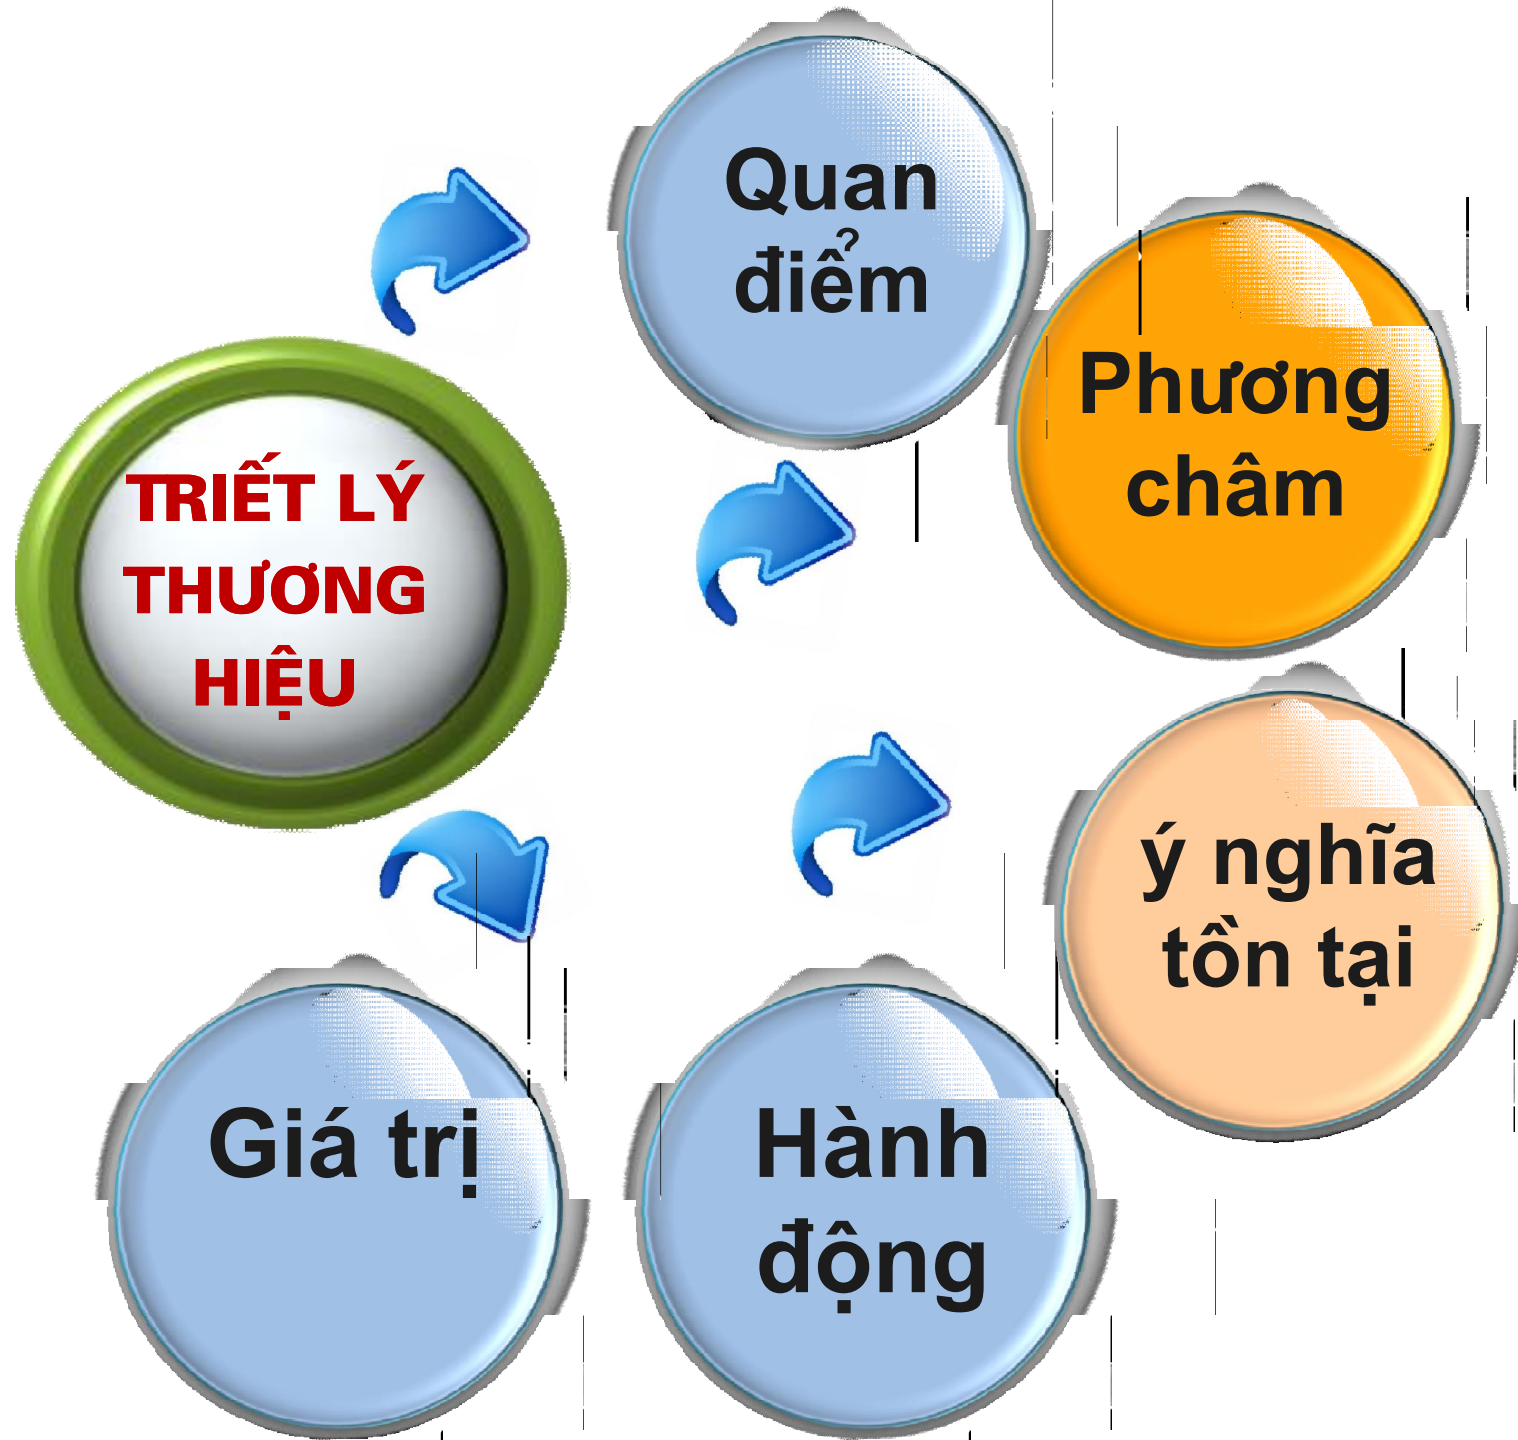 TRIẾT LÝ
THƯƠNG
HIỆU
Quan
điểm
Phương
châm
ý nghĩa
tồn tại
Hành
động
Giá trị